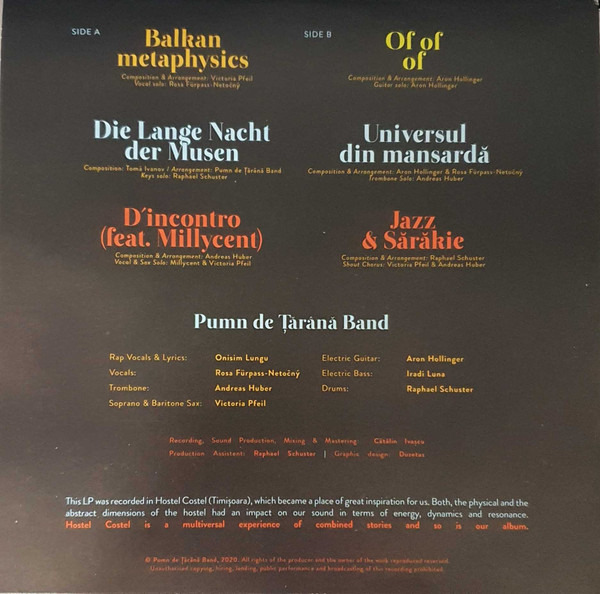 SIDE A
Balkan
metaphysics
Composition & Arrangement: Victoria Pfeil
Vocal solo: Rosa Fürpass-Netočný
Die Lange Nacht
der Musen
Composition: Tomà Ivanov / Arrangement: Pumn de Țărână Band
Keys solo: Raphael Schuster
D'incontro
(feat. Millycent)
Composition & Arrangement: Andreas Huber
Vocal & Sax Solo: Millycent & Victoria Pfeil
SIDE B
Of of
of
Composition & Arrangement: Aron Hollinger
Guitar solo: Aron Hollinger
Universul
din mansardă
Composition & Arrangement: Aron Hollinger & Rosa Fürpass-Netočný
Trombone Solo: Andreas Huber
Jazz
& Sărăkie
Composition & Arrangement: Raphael Schuster
Shout Chorus: Victoria Pfeil & Andreas Huber
Pumn de Țărână Band
Rap Vocals & Lyrics: Onisim Lungu
Vocals: Rosa Fürpass-Netočný
Trombone: Andreas Huber
Soprano & Baritone Sax: Victoria Pfeil
Electric Guitar: Aron Hollinger
Electric Bass: Iradi Luna
Drums: Raphael Schuster
Recording, Sound Production, Mixing & Mastering: Cătălin Ivașcu
Production Assistent: Raphael Schuster | Graphic design: Dusotas
This LP was recorded in Hostel Costel (Timișoara), which became a place of great inspiration for us. Both, the physical and the
abstract dimensions of the hostel had an impact on our sound in terms of energy, dynamics and resonance.
Hostel Costel is a multiversal experience of combined stories and so is our album.
© Pumn de Țărână Band, 2020. All rights of the producer and the owner of the work reproduced reserved.
Unauthorised copying, hiring, lending, public performance and broadcasting of this recording prohibited.